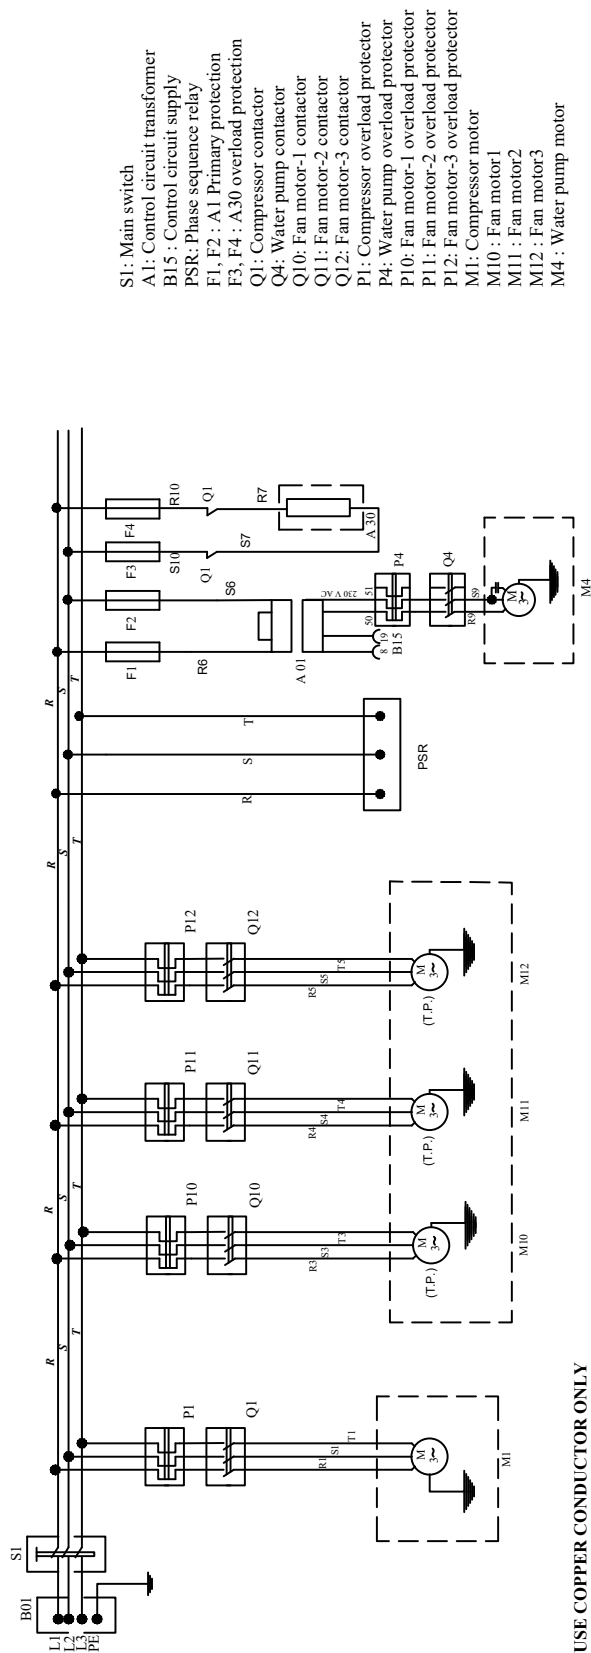 B01
L1
L2
L3
PE
S1
R
S
T
P1
Q1
R1
S1
T1
M
3~
M1
R
S
T
P10
Q10
R3
S3
T3
M
3~
(T.P.)
M10
R
S
T
P11
Q11
R4
S4
T4
M
3~
(T.P.)
M11
P12
Q12
R5
S5
T5
M
3~
(T.P.)
M12
R
S
T
R
S
T
PSR
R
S
T
F1
R6
F2
S6
A 01
8
19
B15
230 V AC
50
51
P4
Q4
R9
S9
M
3~
M4
F3
S10
Q1
S7
F4
R10
Q1
R7
A 30
S1: Main switch
A1: Control circuit transformer
B15 : Control circuit supply
PSR: Phase sequence relay
F1, F2 : A1 Primary protection
F3, F4 : A30 overload protection
Q1: Compressor contactor
Q4: Water pump contactor
Q10: Fan motor-1 contactor
Q11: Fan motor-2 contactor
Q12: Fan motor-3 contactor
P1: Compressor overload protector
P4: Water pump overload protector
P10: Fan motor-1 overload protector
P11: Fan motor-2 overload protector
P12: Fan motor-3 overload protector
M1: Compressor motor
M10 : Fan motor1
M11 : Fan motor2
M12 : Fan motor3
M4 : Water pump motor
USE COPPER CONDUCTOR ONLY